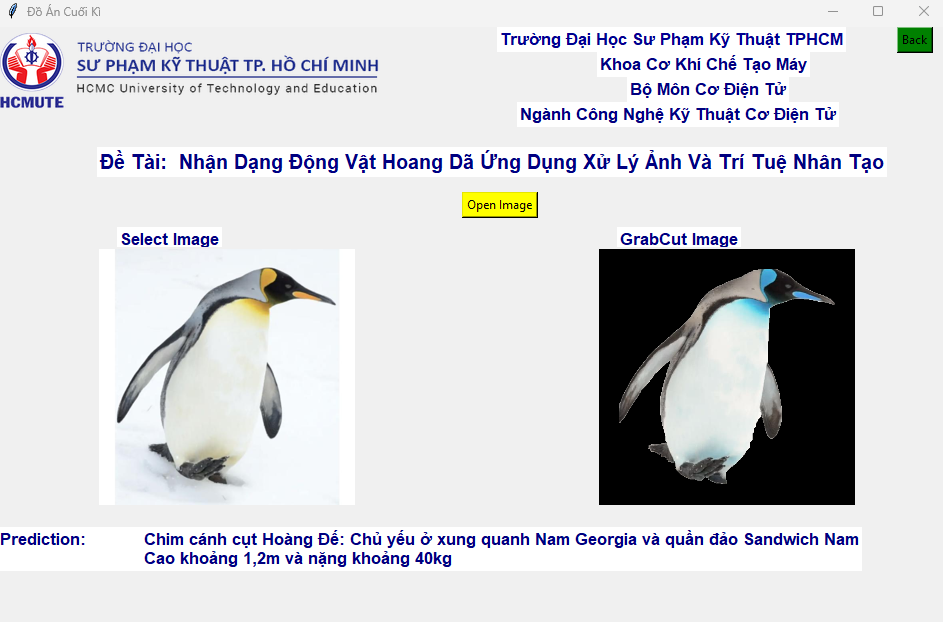 Đồ Án Cuối Kì
TRƯỜNG ĐẠI HỌC
SƯ PHẠM KỸ THUẬT TP. HỒ CHÍ MINH
HCMC University of Technology and Education
HCMUTE
Trường Đại Học Sư Phạm Kỹ Thuật TPHCM
Khoa Cơ Khí Chế Tạo Máy
Bộ Môn Cơ Điện Tử
Ngành Công Nghệ Kỹ Thuật Cơ Điện Tử
Back
Đề Tài: Nhận Dạng Động Vật Hoang Dã Ứng Dụng Xử Lý Ảnh Và Trí Tuệ Nhân Tạo
Open Image
Select Image
GrabCut Image
Prediction: Chim cánh cụt Hoàng Đế: Chủ yếu ở xung quanh Nam Georgia và quần đảo Sandwich Nam
Cao khoảng 1,2m và nặng khoảng 40kg